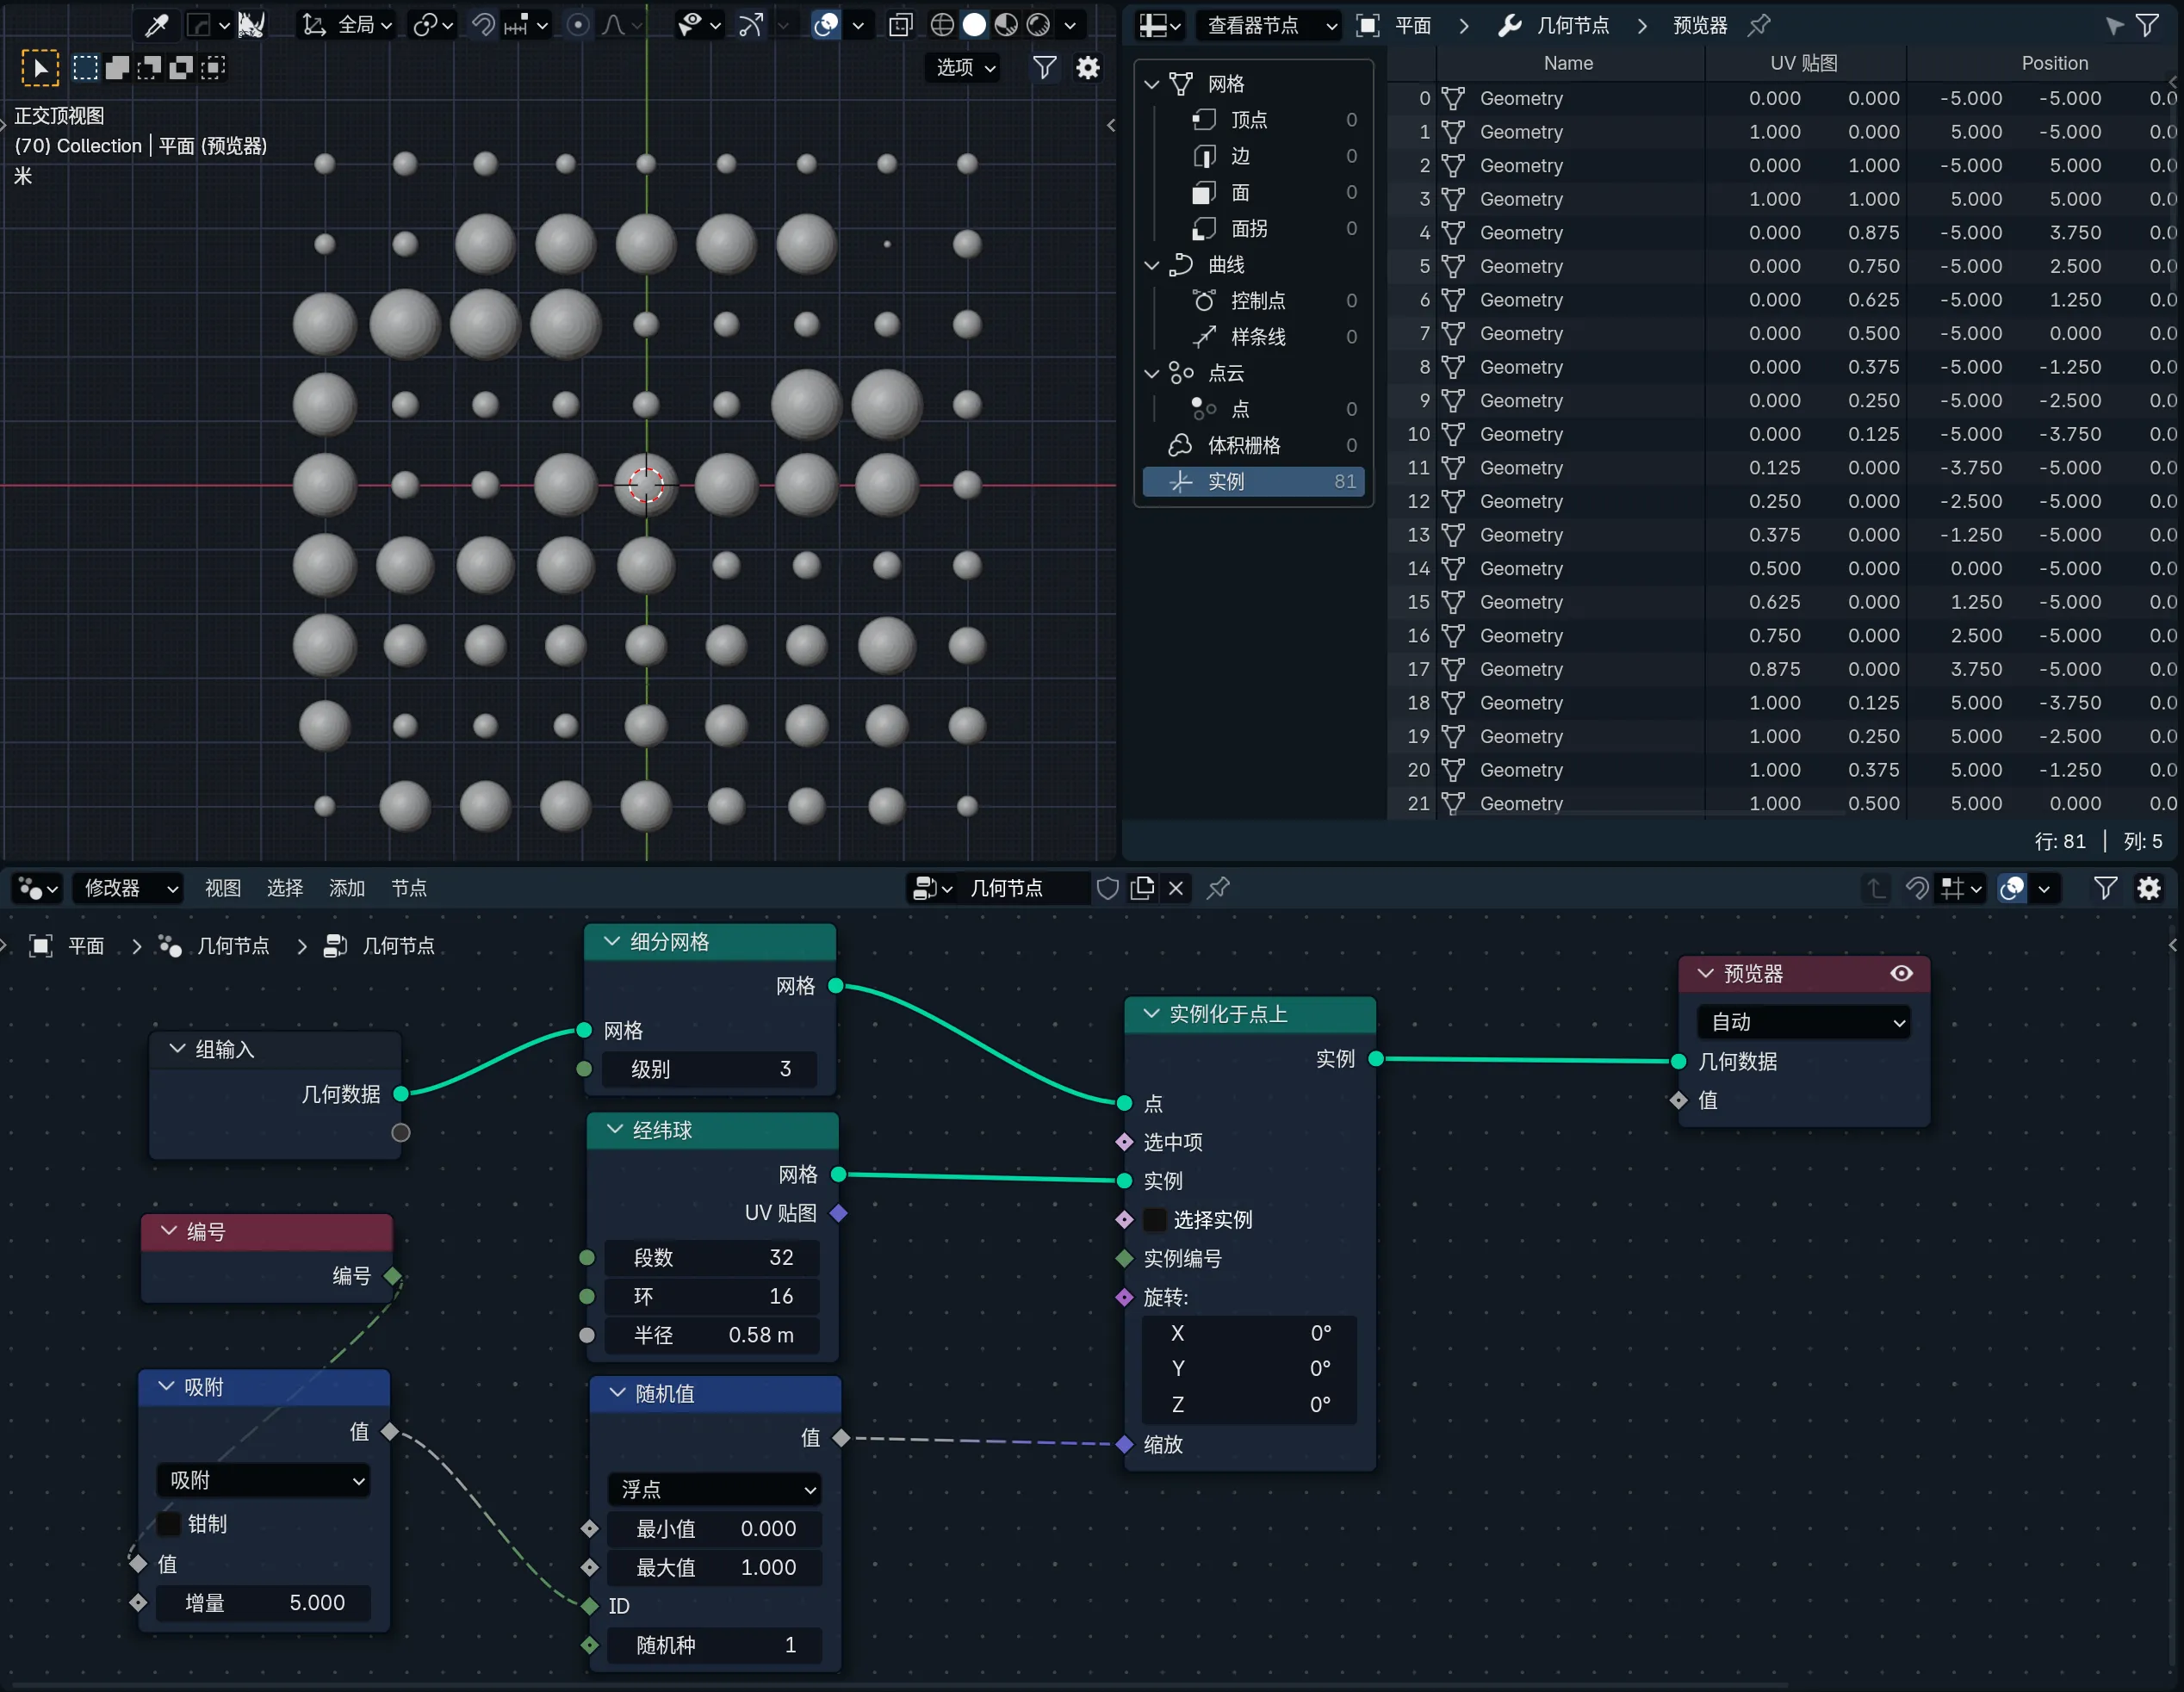 全局
选项
正交顶视图
(70) Collection | 平面 (预览器)
米
查看器节点
平面
几何节点
预览器
网格
顶点 0
边 0
面 0
面拐 0
曲线
控制点 0
样条线 0
点云
点 0
体积栅格 0
实例 81
Name UV 贴图 Position
0 Geometry 0.000 0.000 -5.000 -5.000 0.0
1 Geometry 1.000 0.000 5.000 -5.000 0.0
2 Geometry 0.000 1.000 -5.000 5.000 0.0
3 Geometry 1.000 1.000 5.000 5.000 0.0
4 Geometry 0.000 0.875 -5.000 3.750 0.0
5 Geometry 0.000 0.750 -5.000 2.500 0.0
6 Geometry 0.000 0.625 -5.000 1.250 0.0
7 Geometry 0.000 0.500 -5.000 0.000 0.0
8 Geometry 0.000 0.375 -5.000 -1.250 0.0
9 Geometry 0.000 0.250 -5.000 -2.500 0.0
10 Geometry 0.000 0.125 -5.000 -3.750 0.0
11 Geometry 0.125 0.000 -3.750 -5.000 0.0
12 Geometry 0.250 0.000 -2.500 -5.000 0.0
13 Geometry 0.375 0.000 -1.250 -5.000 0.0
14 Geometry 0.500 0.000 0.000 -5.000 0.0
15 Geometry 0.625 0.000 1.250 -5.000 0.0
16 Geometry 0.750 0.000 2.500 -5.000 0.0
17 Geometry 0.875 0.000 3.750 -5.000 0.0
18 Geometry 1.000 0.125 5.000 -3.750 0.0
19 Geometry 1.000 0.250 5.000 -2.500 0.0
20 Geometry 1.000 0.375 5.000 -1.250 0.0
21 Geometry 1.000 0.500 5.000 0.000 0.0
行: 81 | 列: 5
修改器 视图 选择 添加 节点
几何节点
平面 几何节点 几何节点
组输入
几何数据
编号
编号
吸附
值
吸附
钳制
值
增量 5.000
细分网格
网格
网格
级别 3
经纬球
网格
UV 贴图
段数 32
环 16
半径 0.58 m
随机值
值
浮点
最小值 0.000
最大值 1.000
ID
随机种 1
实例化于点上
实例
点
选中项
实例
选择实例
实例编号
旋转:
X 0°
Y 0°
Z 0°
缩放
预览器
自动
几何数据
值